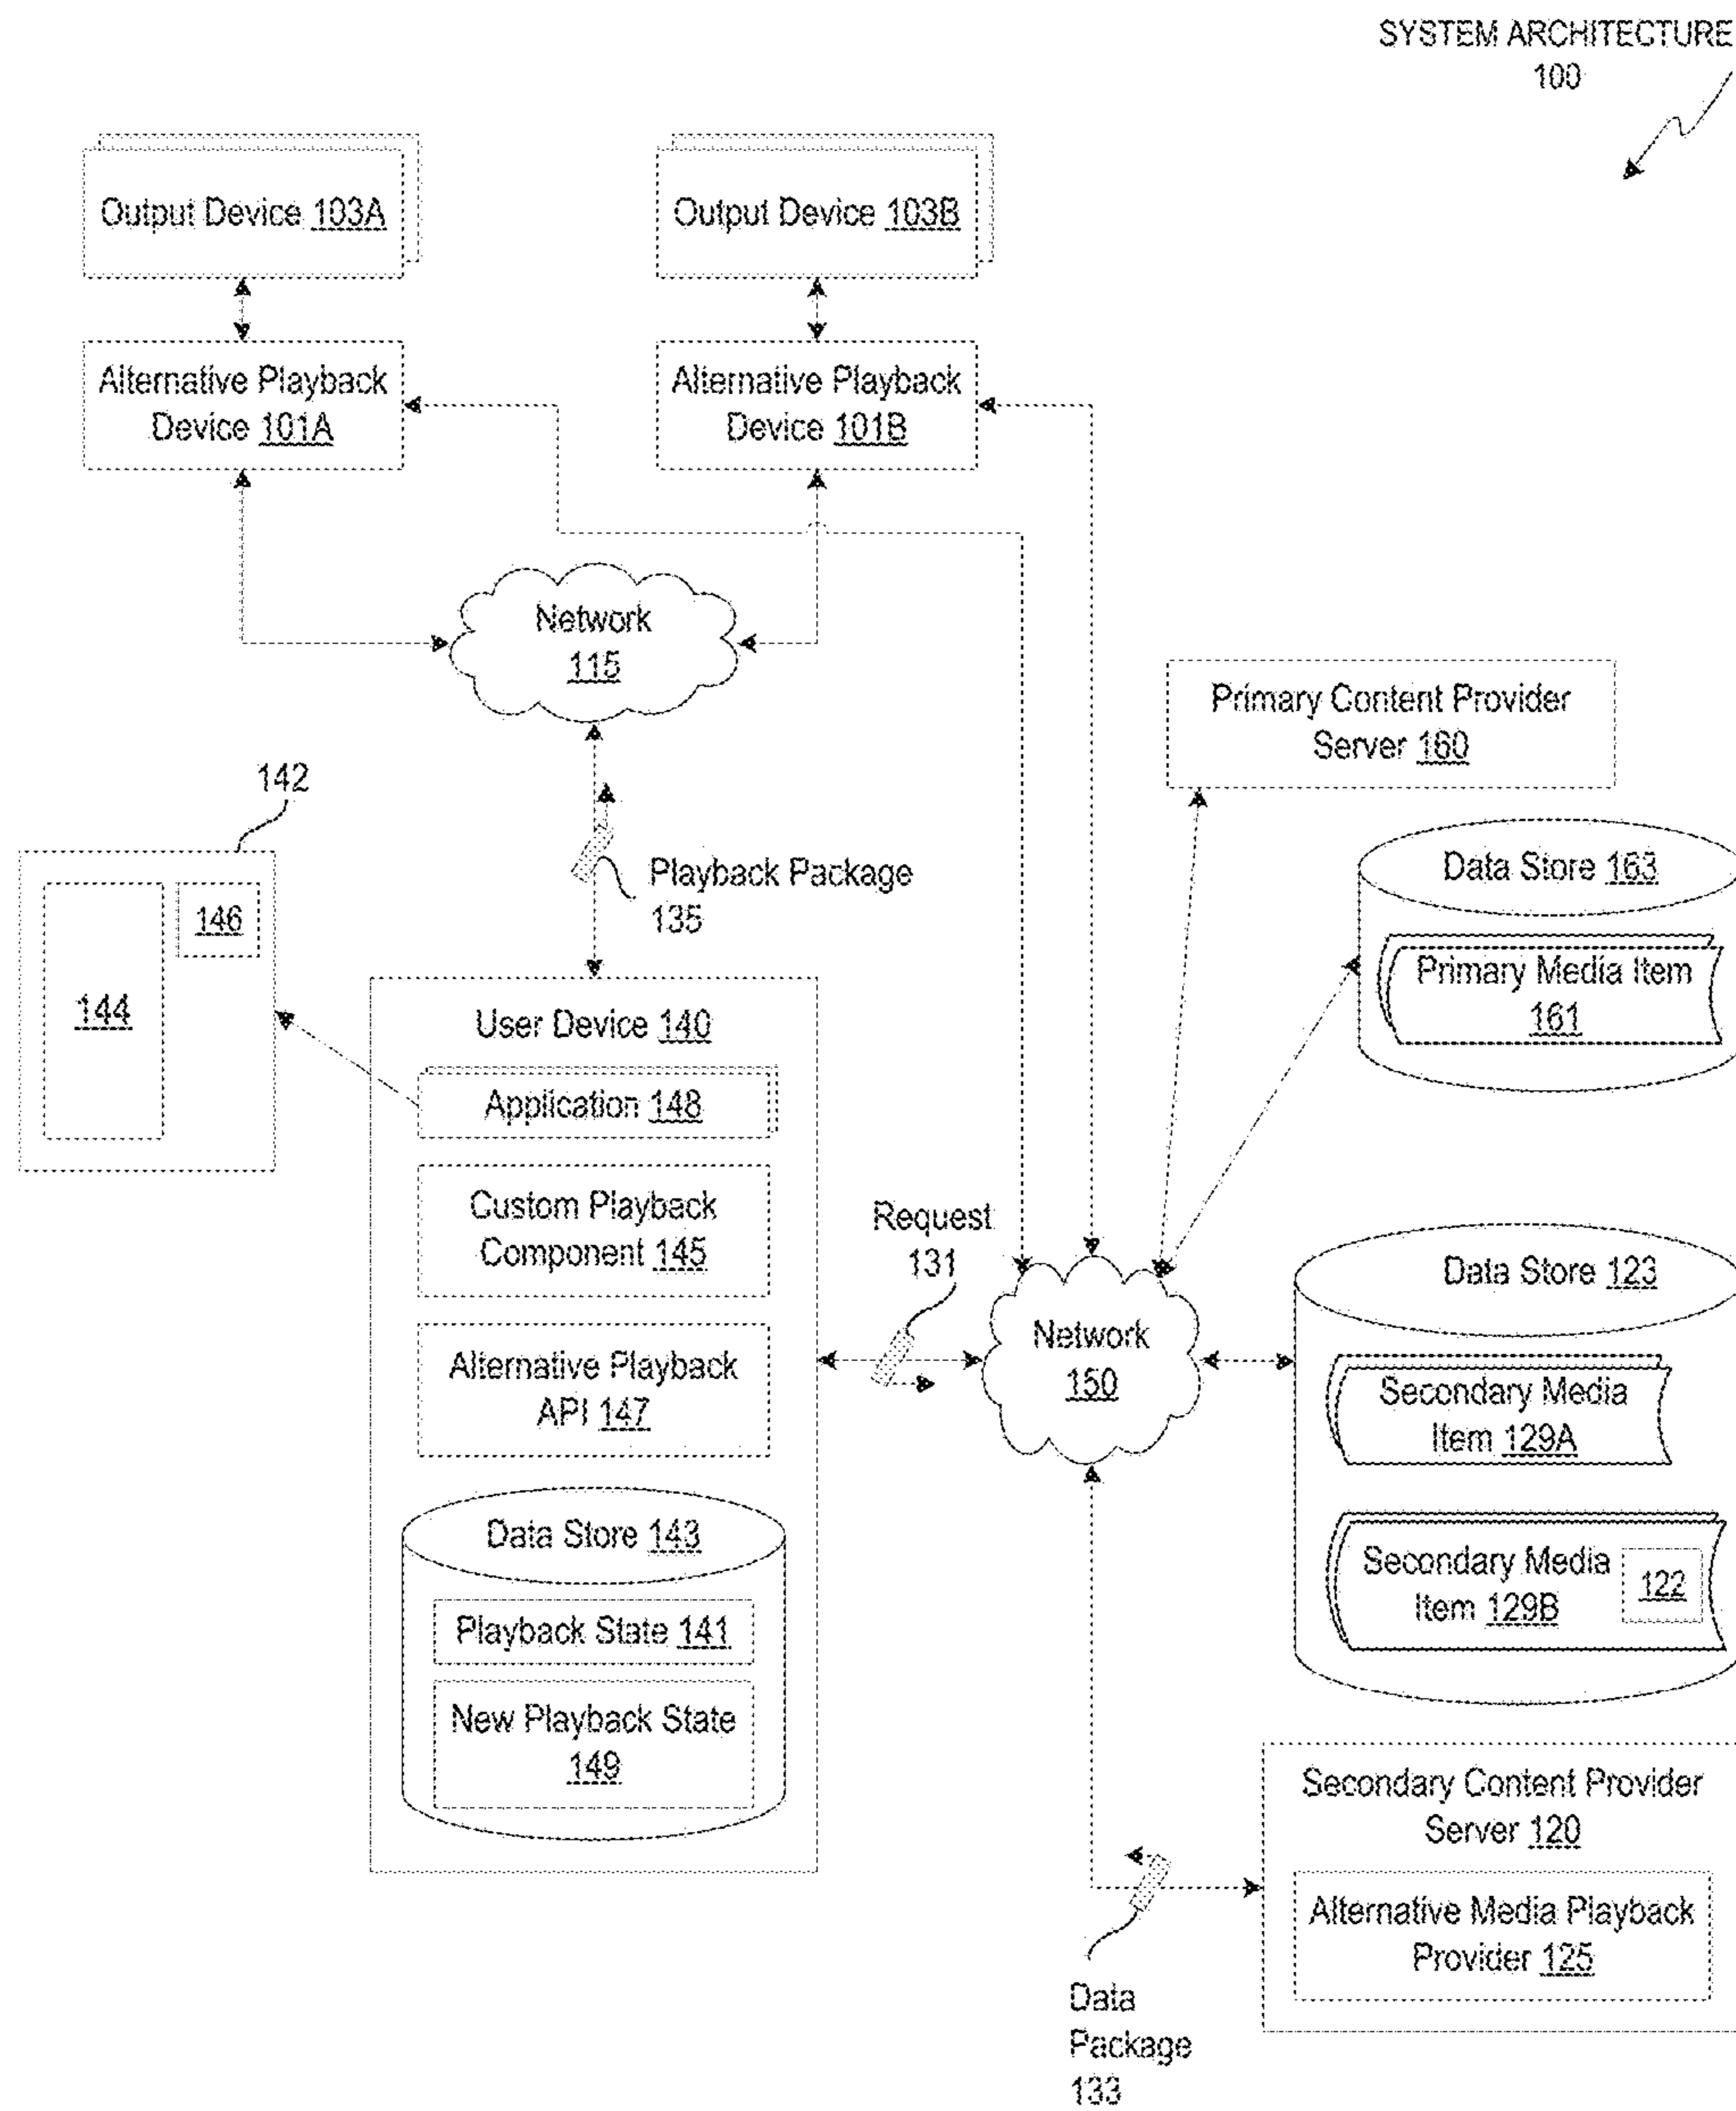 SYSTEM ARCHITECTURE
100
Output Device 103A
Output Device 103B
Alternative Playback
Device 101A
Alternative Playback
Device 101B
Network
115
Primary Content Provider
Server 160
142
144
146
Playback Package
135
Data Store 163
Primary Media Item
161
User Device 140
Application 148
Custom Playback
Component 145
Alternative Playback
API 147
Data Store 143
Playback State 141
New Playback State
149
Request
131
Network
150
Data Store 123
Secondary Media
Item 129A
Secondary Media
Item 129B
122
Secondary Content Provider
Server 120
Alternative Media Playback
Provider 125
Data
Package
133